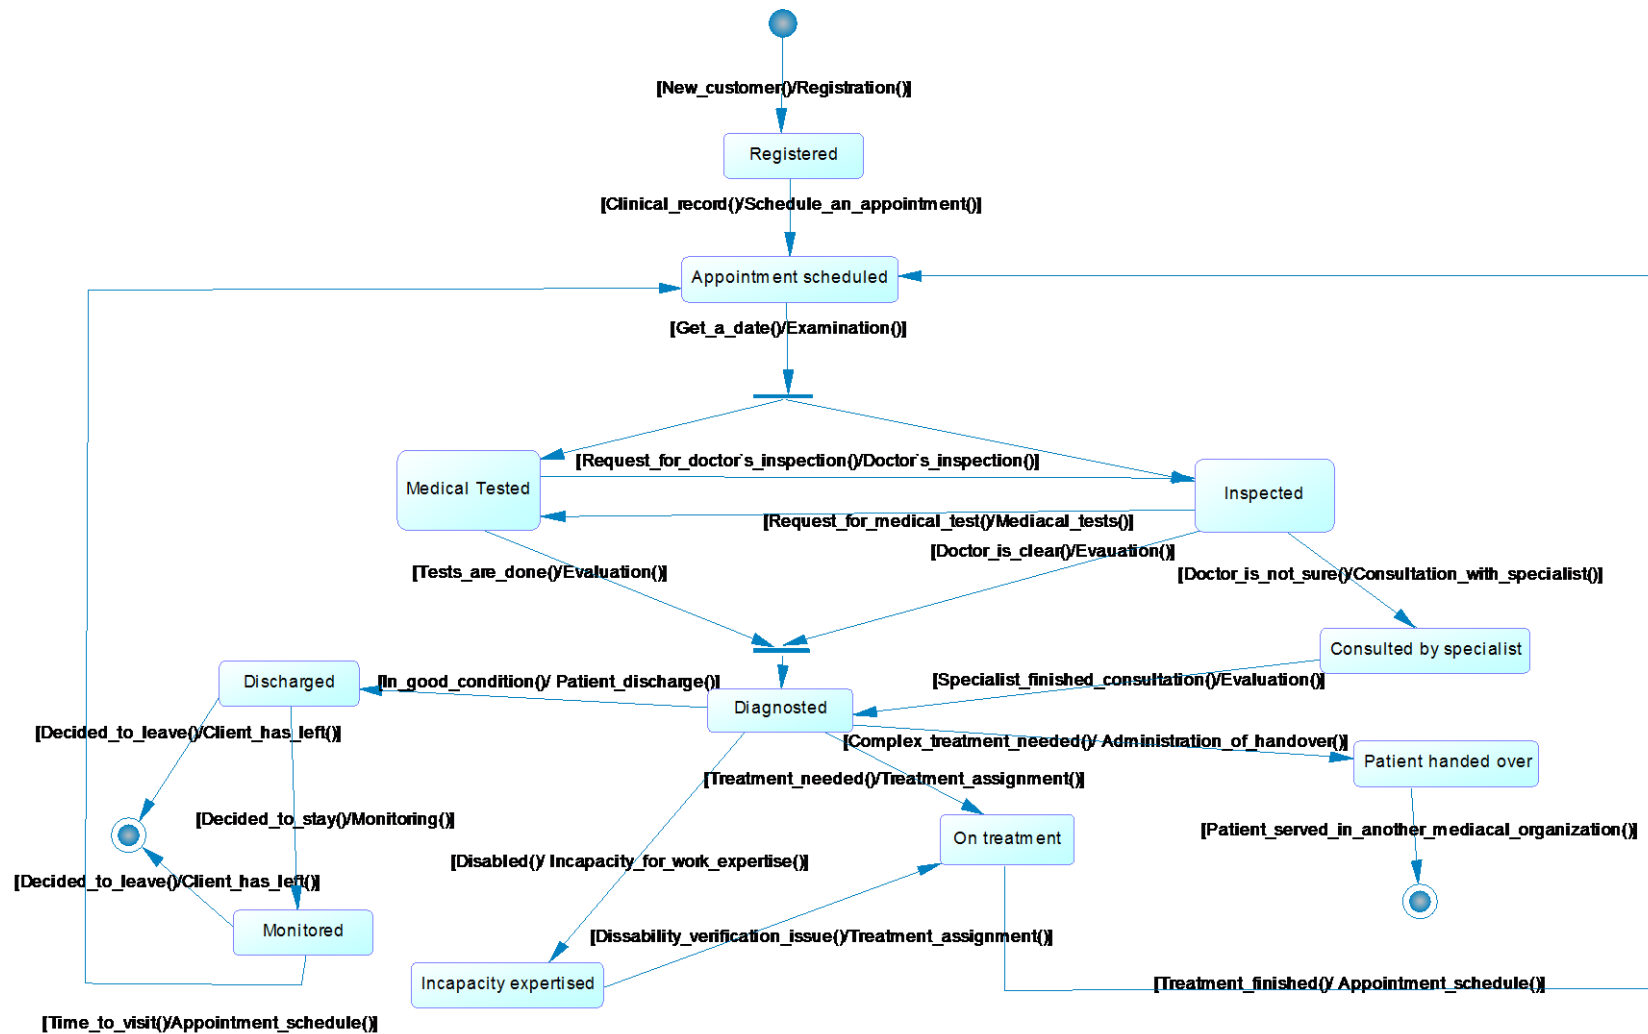 [New_customer()/Registration()]
Registered
[Clinical_record()/Schedule_an_appointment()]
Appointment scheduled
[Get_a_date()/Examination()]
[Request_for_doctor`s_inspection()/Doctor`s_inspection()]
Medical Tested
Inspected
[Request_for_medical_test()/Mediacal_tests()]
[Doctor_is_clear()/Evauation()]
[Tests_are_done()/Evaluation()]
[Doctor_is_not_sure()/Consultation_with_specialist()]
Consulted by specialist
Discharged
[In_good_condition()/ Patient_discharge()]
[Specialist_finished_consultation()/Evaluation()]
Diagnosted
[Decided_to_leave()/Client_has_left()]
[Complex_treatment_needed()/ Administration_of_handover()]
Patient handed over
[Treatment_needed()/Treatment_assignment()]
[Decided_to_stay()/Monitoring()]
[Patient_served_in_another_mediacal_organization()]
On treatment
[Disabled()/ Incapacity_for_work_expertise()]
[Decided_to_leave()/Client_has_left()]
Monitored
[Dissability_verification_issue()/Treatment_assignment()]
Incapacity expertised
[Treatment_finished()/ Appointment_schedule()]
[Time_to_visit()/Appointment_schedule()]